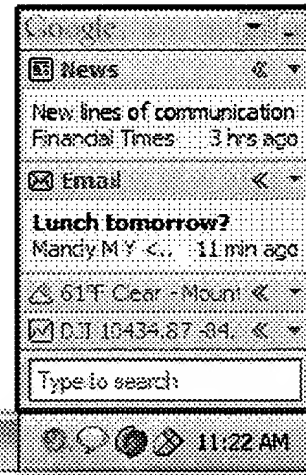 Google
News
New lines of communication
Financial Times 3 hrs ago
Email
Lunch tomorrow?
Mandy M Y <.. 11 min ago
61°F Clear - Mount
DJI 10434.87 -84.
Type to search
11:22 AM